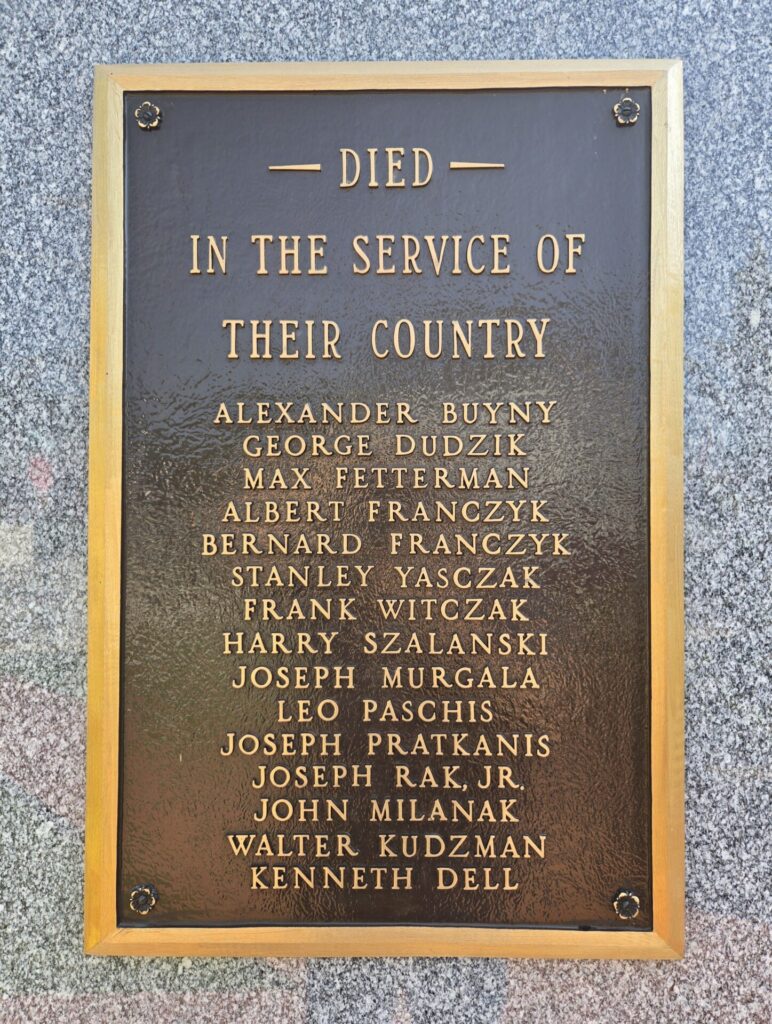 DIED
IN THE SERVICE OF
THEIR COUNTRY
ALEXANDER BUYNY
GEORGE DUDZIK
MAX FETTERMAN
ALBERT FRANCZYK
BERNARD FRANCZYK
STANLEY YASCZAK
FRANK WITCZAK
HARRY SZALANSKI
JOSEPH MURGALA
LEO PASCHIS
JOSEPH PRATKANIS
JOSEPH RAK, JR.
JOHN MILANAK
WALTER KUDZMAN
KENNETH DELL